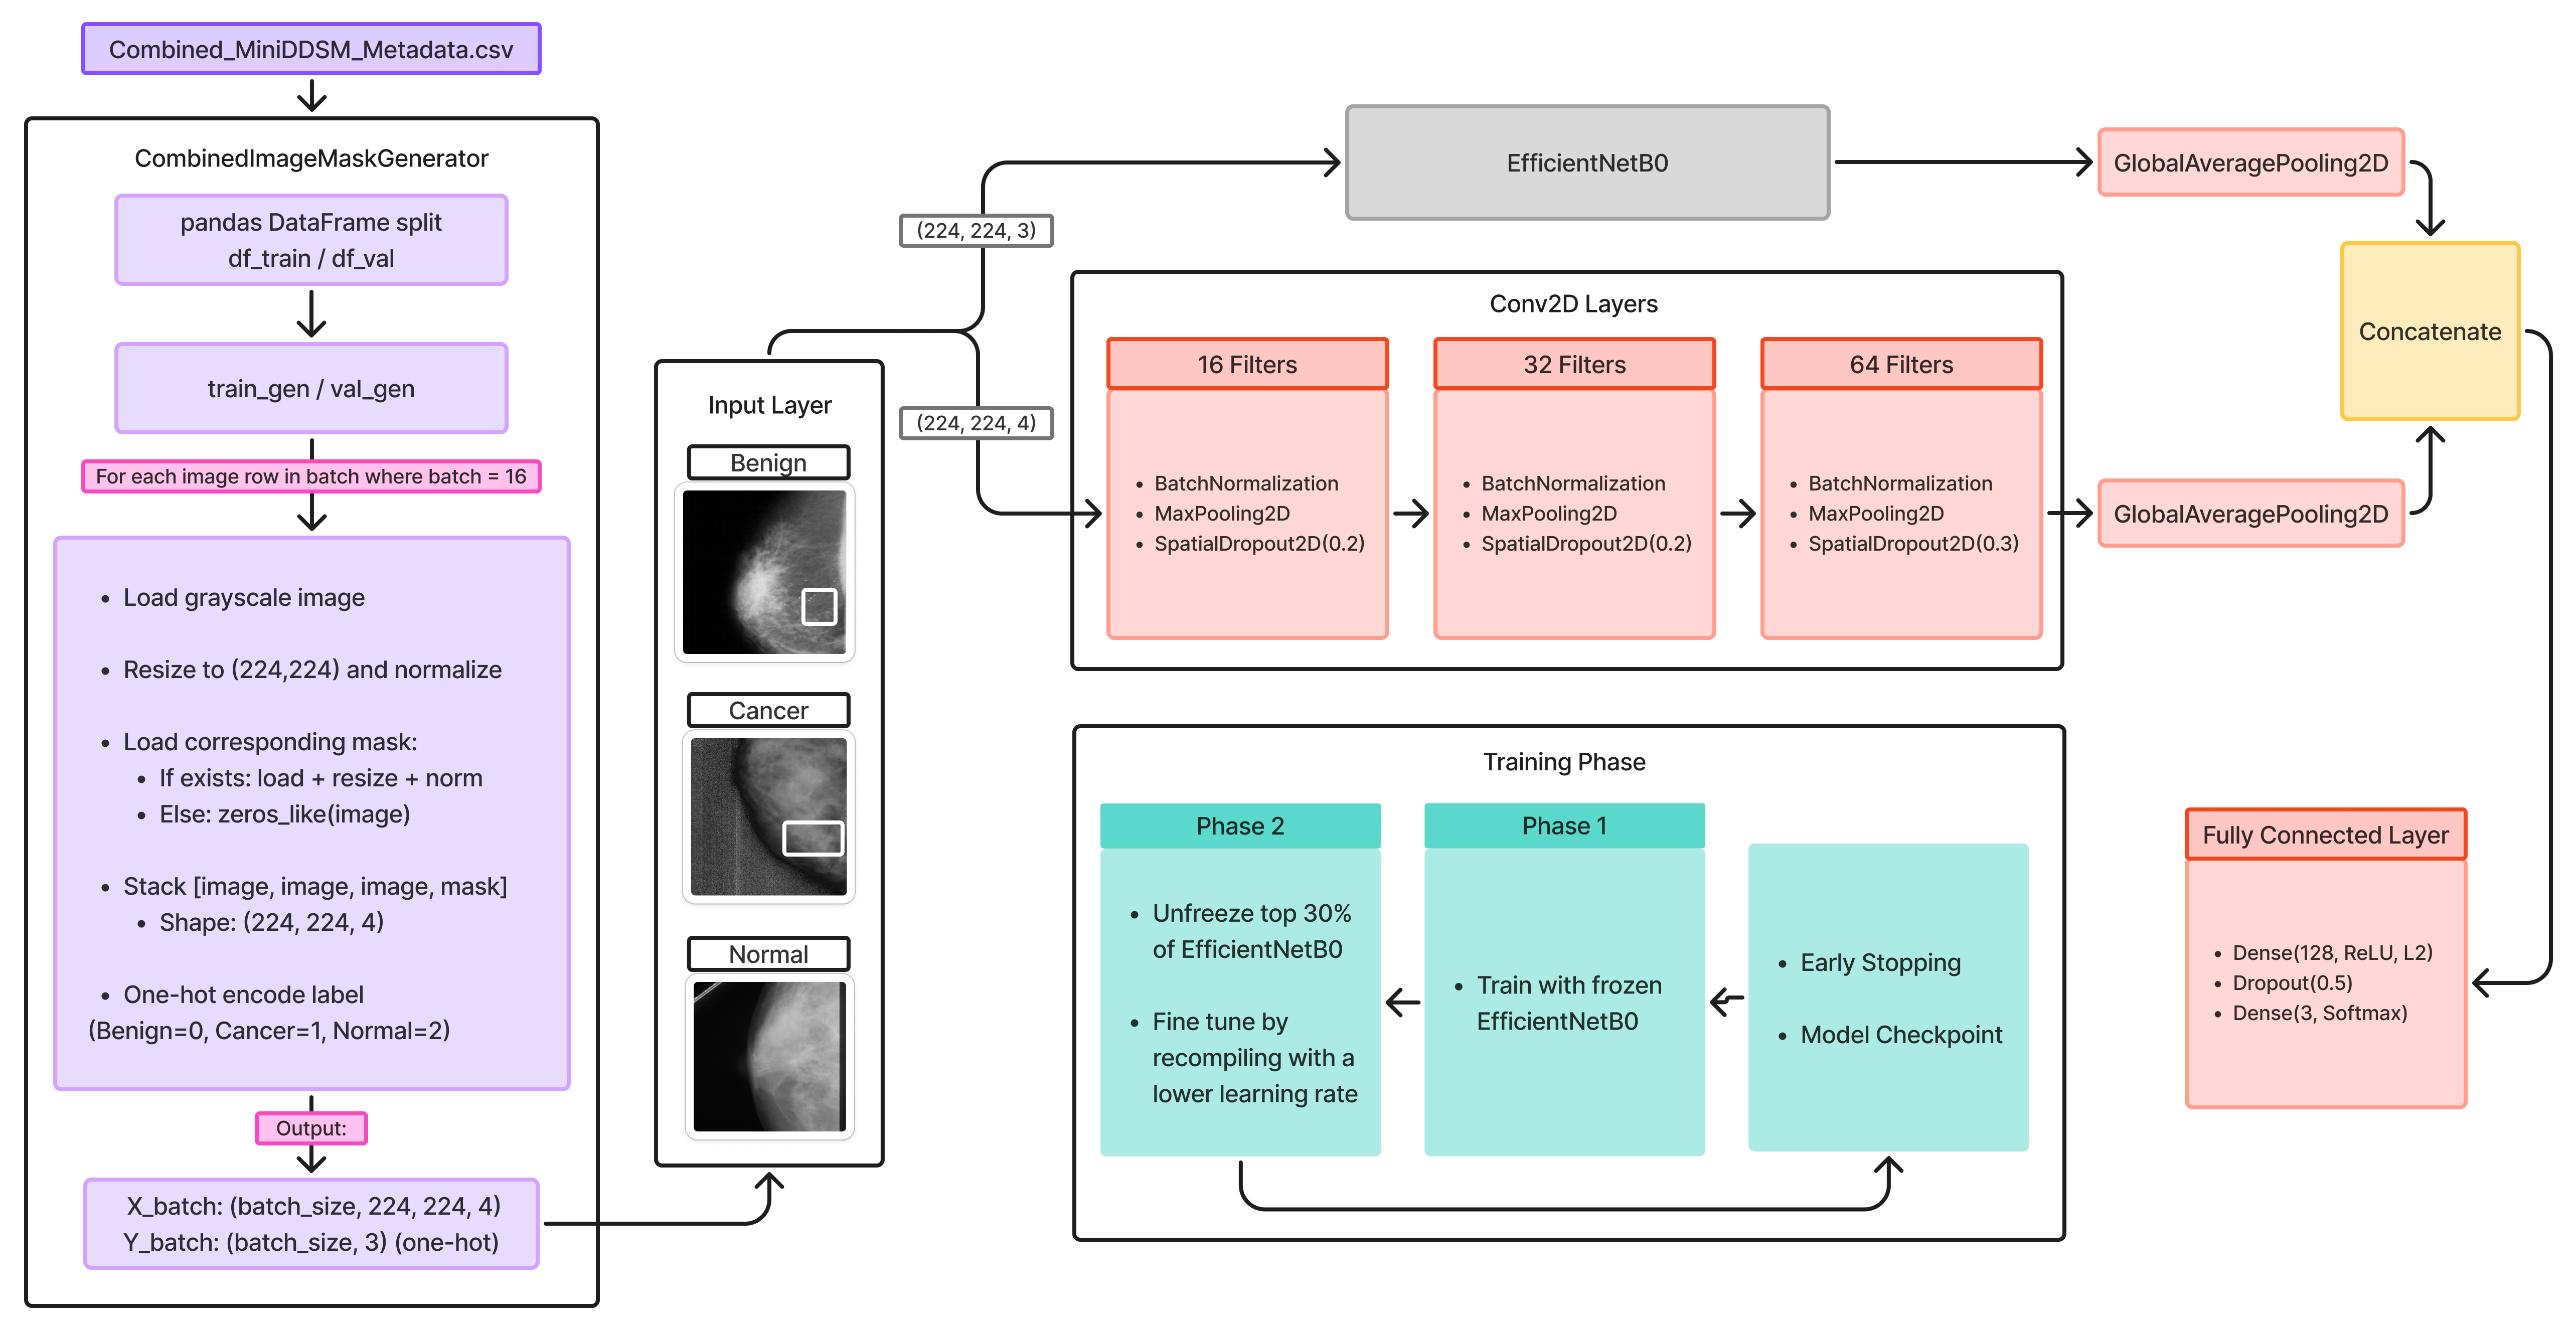 Combined_MiniDDSM_Metadata.csv
CombinedImageMaskGenerator
pandas DataFrame split
df_train / df_val
train_gen / val_gen
For each image row in batch where batch = 16
• Load grayscale image
• Resize to (224,224) and normalize
• Load corresponding mask:
• If exists: load + resize + norm
• Else: zeros_like(image)
• Stack [image, image, image, mask]
• Shape: (224, 224, 4)
• One-hot encode label
(Benign=0, Cancer=1, Normal=2)
Output:
X_batch: (batch_size, 224, 224, 4)
Y_batch: (batch_size, 3) (one-hot)
Input Layer
Benign
Cancer
Normal
(224, 224, 3)
(224, 224, 4)
EfficientNetB0
GlobalAveragePooling2D
Conv2D Layers
16 Filters
• BatchNormalization
• MaxPooling2D
• SpatialDropout2D(0.2)
32 Filters
• BatchNormalization
• MaxPooling2D
• SpatialDropout2D(0.2)
64 Filters
• BatchNormalization
• MaxPooling2D
• SpatialDropout2D(0.3)
GlobalAveragePooling2D
Concatenate
Fully Connected Layer
• Dense(128, ReLU, L2)
• Dropout(0.5)
• Dense(3, Softmax)
Training Phase
Phase 2
• Unfreeze top 30%
of EfficientNetB0
• Fine tune by
recompiling with a
lower learning rate
Phase 1
• Train with frozen
EfficientNetB0
• Early Stopping
• Model Checkpoint